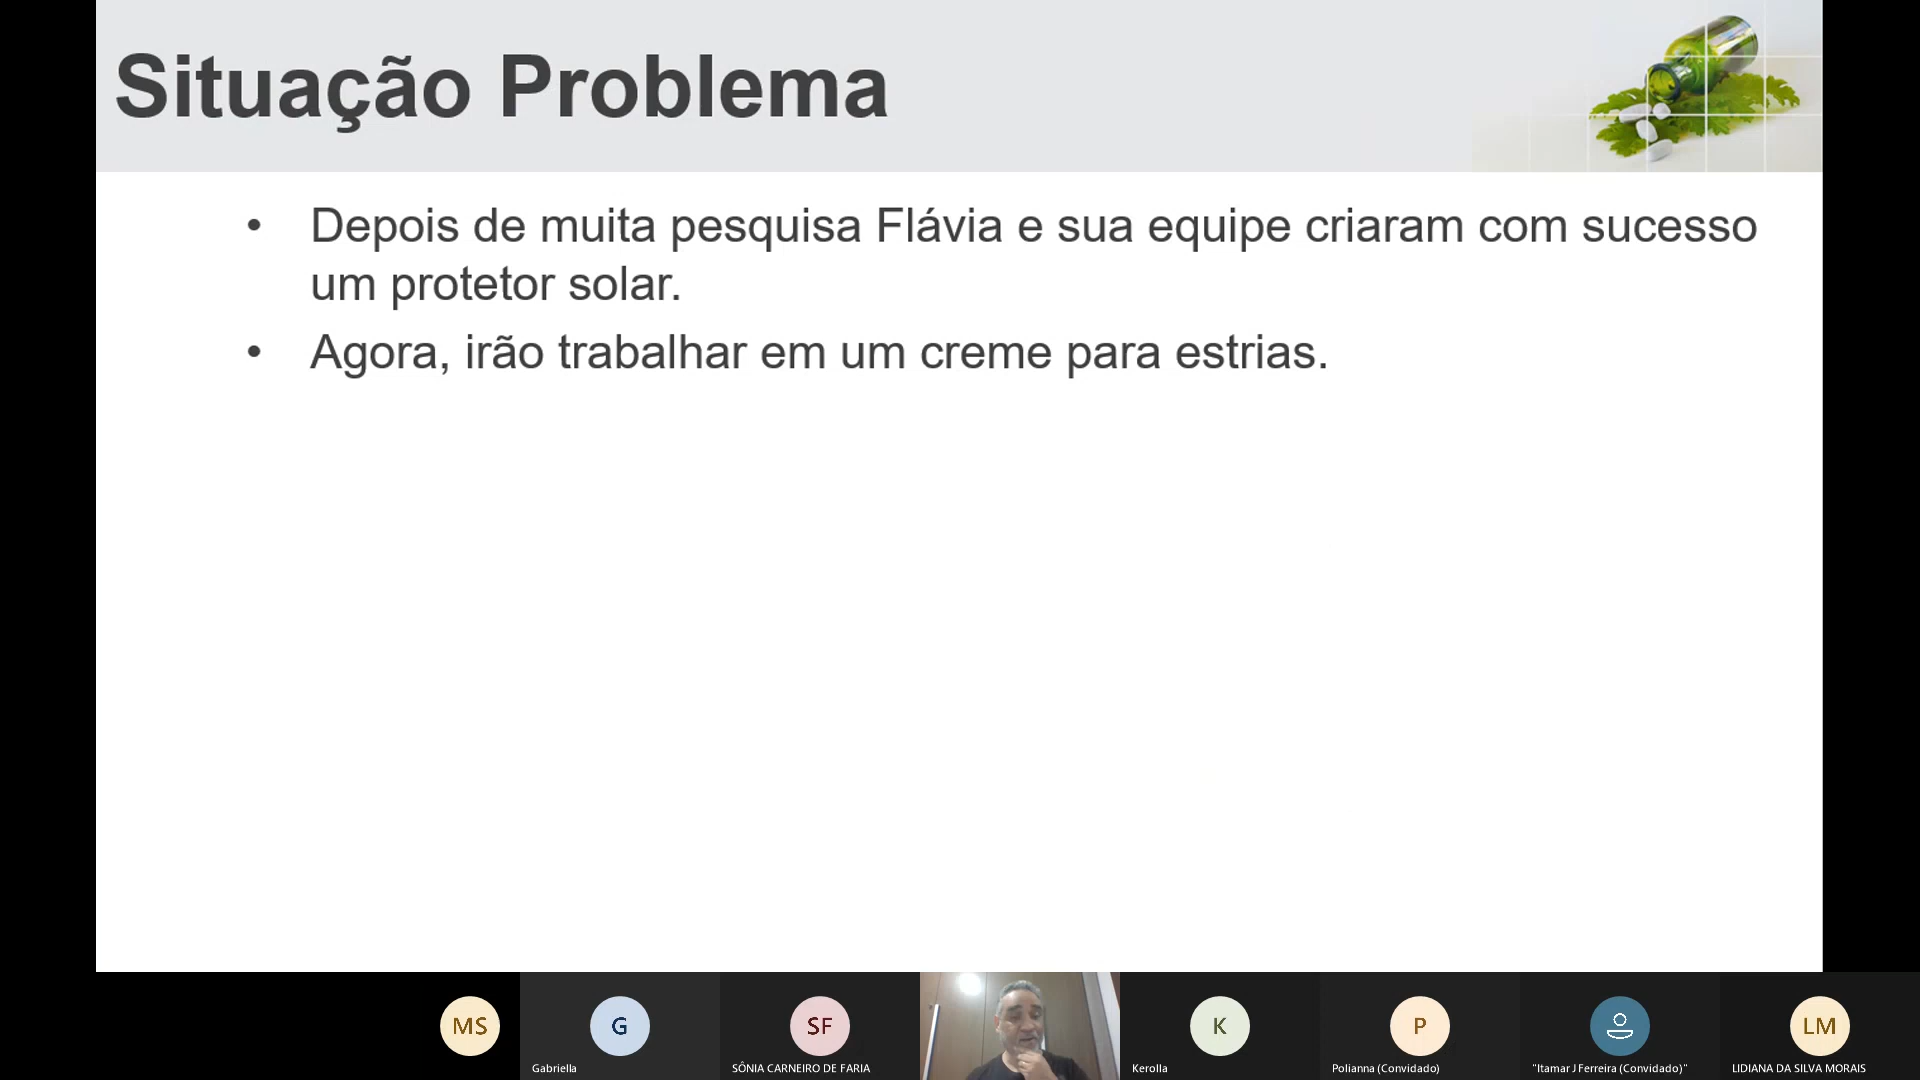 Situação Problema
• Depois de muita pesquisa Flávia e sua equipe criaram com sucesso
um protetor solar.
• Agora, irão trabalhar em um creme para estrias.
MS
G
SF
K
P
LM
Gabriella
SÔNIA CARNEIRO DE FARIA
Kerolla
Polianna (Convidado)
"Itamar J Ferreira (Convidado)"
LIDIANA DA SILVA MORAIS